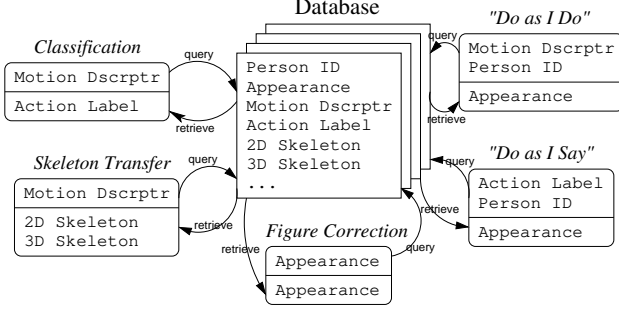 Database
Person ID
Appearance
Motion Dscrptr
Action Label
2D Skeleton
3D Skeleton
...
Classification
Motion Dscrptr
Action Label
query
retrieve
Skeleton Transfer
Motion Dscrptr
2D Skeleton
3D Skeleton
query
retrieve
Figure Correction
Appearance
Appearance
retrieve
query
"Do as I Do"
Motion Dscrptr
Person ID
Appearance
query
retrieve
"Do as I Say"
Action Label
Person ID
Appearance
query
retrieve